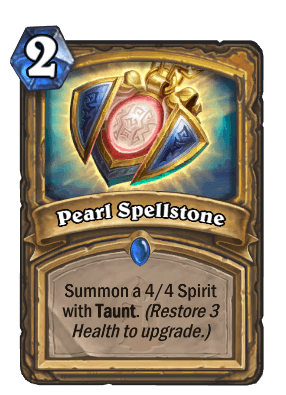 2
Pearl Spellstone
Summon a 4/4 Spirit
with Taunt. (Restore 3
Health to upgrade.)